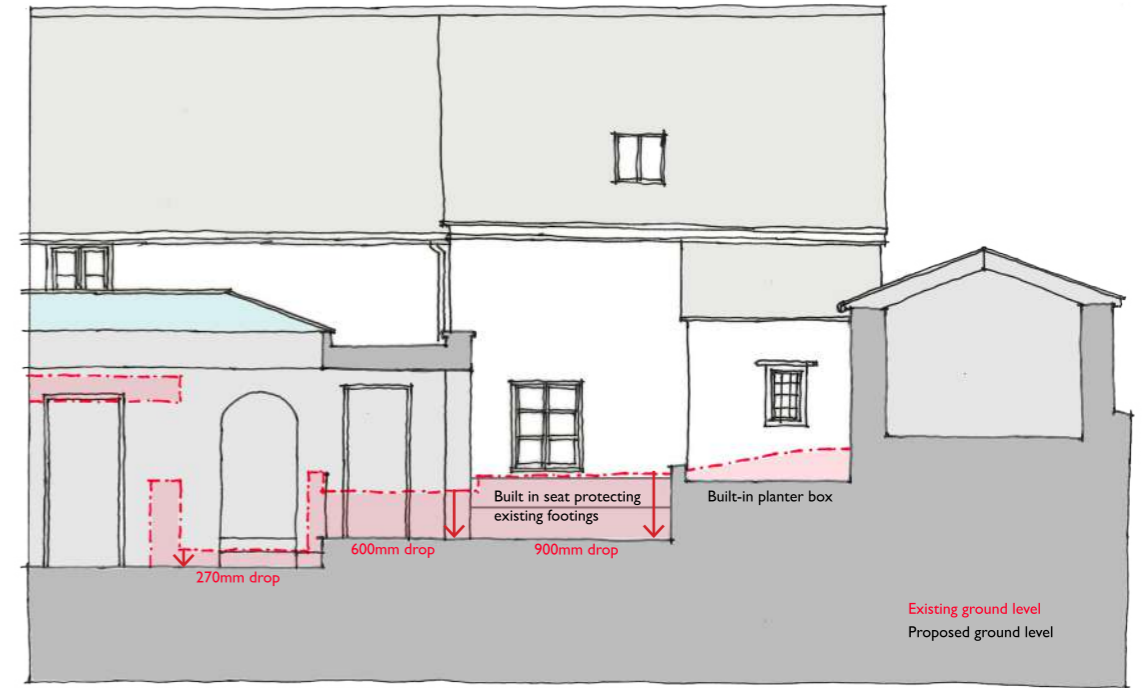 Built in seat protecting
existing footings
Built-in planter box
600mm drop
900mm drop
270mm drop
Existing ground level
Proposed ground level